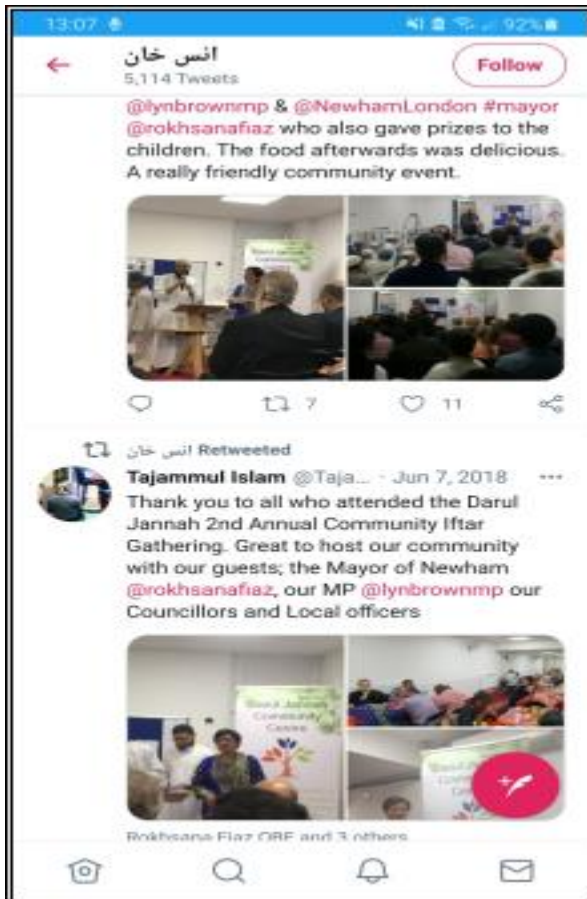 13:07
92%
انس خان
5,114 Tweets
Follow
@lynbrownmp & @NewhamLondon #mayor
@rokhsanafiaz who also gave prizes to the
children. The food afterwards was delicious.
A really friendly community event.
7
11
انس خان Retweeted
Tajammul Islam @Taja... · Jun 7, 2018
Thank you to all who attended the Darul
Jannah 2nd Annual Community Iftar
Gathering. Great to host our community
with our guests; the Mayor of Newham
@rokhsanafiaz, our MP @lynbrownmp our
Councillors and Local officers
Darul Jannah
Community
Centre
Rokhsana Fiaz OBE and 3 others